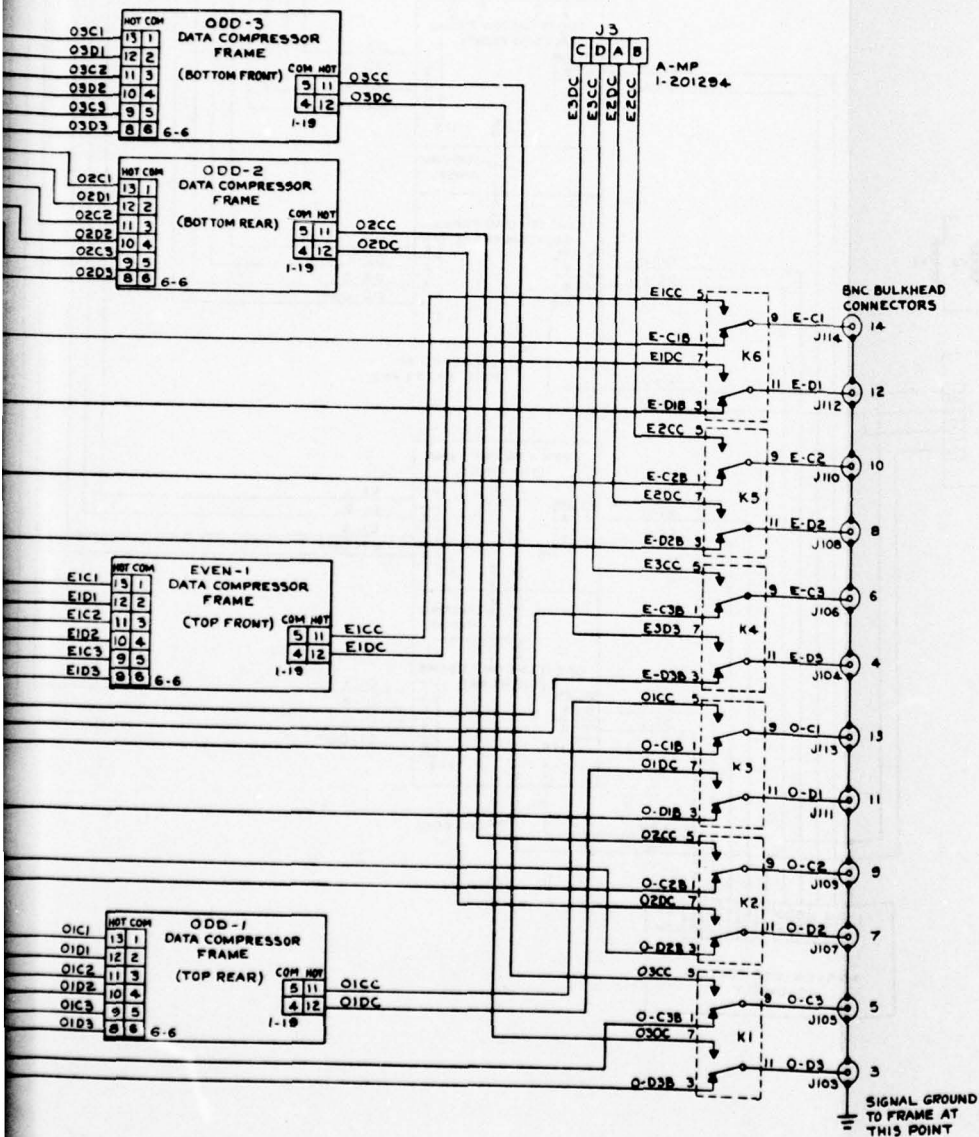 ODD-3
DATA COMPRESSOR
FRAME
(BOTTOM FRONT)
HOT COM
13 1
12 2
11 3
10 4
9 5
8 6
6-6
O3C1
O3D1
O3C2
O3D2
O3C3
O3D3
COM HOT
5 11
4 12
1-19
O3CC
O3DC
J3
C D A B
A-MP
1-201294
E3DC
E3CC
E2DC
E2CC
ODD-2
DATA COMPRESSOR
FRAME
(BOTTOM REAR)
HOT COM
13 1
12 2
11 3
10 4
9 5
8 6
6-6
O2C1
O2D1
O2C2
O2D2
O2C3
O2D3
COM HOT
5 11
4 12
1-19
O2CC
O2DC
BNC BULKHEAD
CONNECTORS
E1CC 5
9 E-C1
14
J114
E-C1B 1
K6
E1DC 7
11 E-D1
12
J112
E-D1B 3
E2CC 5
9 E-C2
10
J110
E-C2B 1
K5
E2DC 7
11 E-D2
8
J108
E-D2B 3
EVEN-1
DATA COMPRESSOR
FRAME
(TOP FRONT)
HOT COM
13 1
12 2
11 3
10 4
9 5
8 6
6-6
E1C1
E1D1
E1C2
E1D2
E1C3
E1D3
COM HOT
5 11
4 12
1-19
E1CC
E1DC
E3CC 5
9 E-C3
6
J106
E-C3B 1
K4
E3D3 7
11 E-D3
4
J104
E-D3B 3
O1CC 5
9 O-C1
13
J113
O-C1B 1
K3
O1DC 7
11 O-D1
11
J111
O-D1B 3
O2CC 5
9 O-C2
9
J109
O-C2B 1
K2
O2DC 7
11 O-D2
7
J107
O-D2B 3
ODD-1
DATA COMPRESSOR
FRAME
(TOP REAR)
HOT COM
13 1
12 2
11 3
10 4
9 5
8 6
6-6
O1C1
O1D1
O1C2
O1D2
O1C3
O1D3
COM HOT
5 11
4 12
1-19
O1CC
O1DC
O3CC 5
9 O-C3
5
J105
O-C3B 1
K1
O3DC 7
11 O-D3
3
J103
O-D3B 3
SIGNAL GROUND
TO FRAME AT
THIS POINT